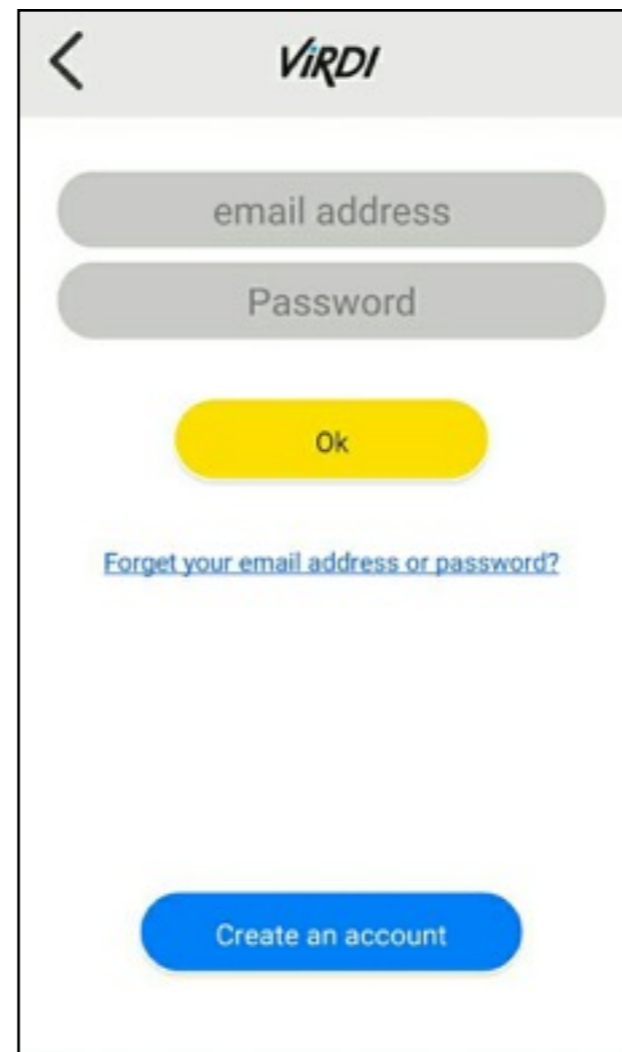 ViRDI
email address
Password
Ok
Forget your email address or password?
Create an account